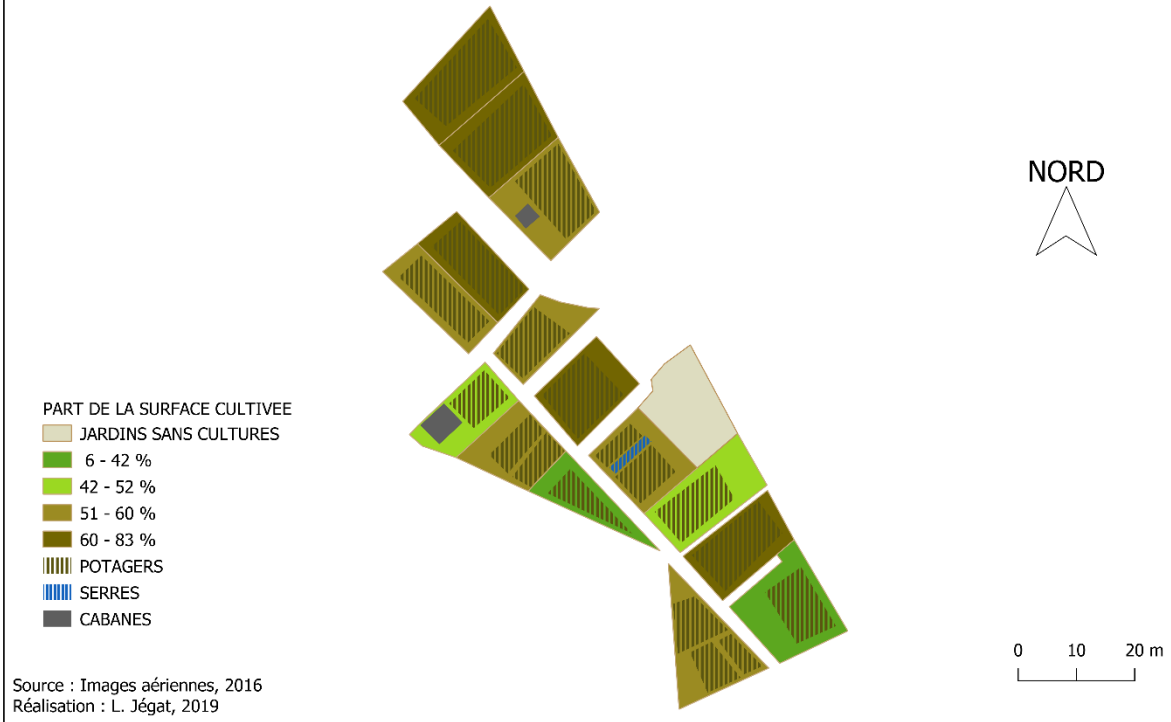 NORD
PART DE LA SURFACE CULTIVEE
JARDINS SANS CULTURES
6 - 42 %
42 - 52 %
51 - 60 %
60 - 83 %
POTAGERS
SERRES
CABANES
0 10 20 m
Source : Images aériennes, 2016
Réalisation : L. Jégat, 2019